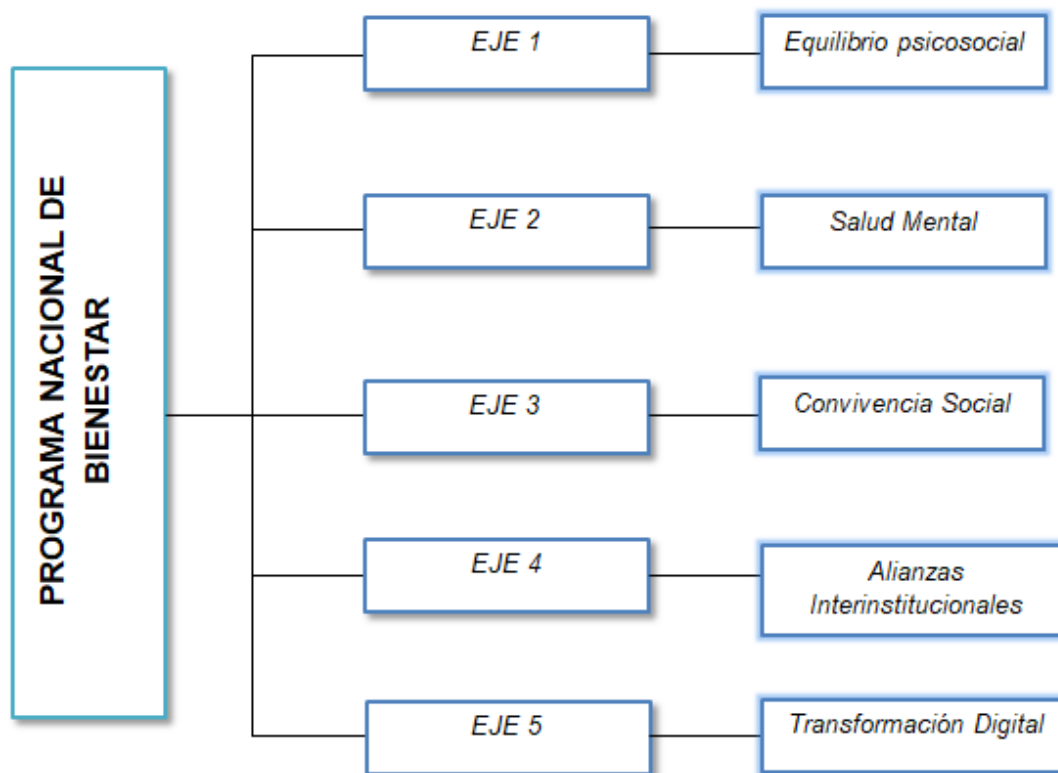 PROGRAMA NACIONAL DE
BIENESTAR
EJE 1
Equilibrio psicosocial
EJE 2
Salud Mental
EJE 3
Convivencia Social
EJE 4
Alianzas
Interinstitucionales
EJE 5
Transformación Digital